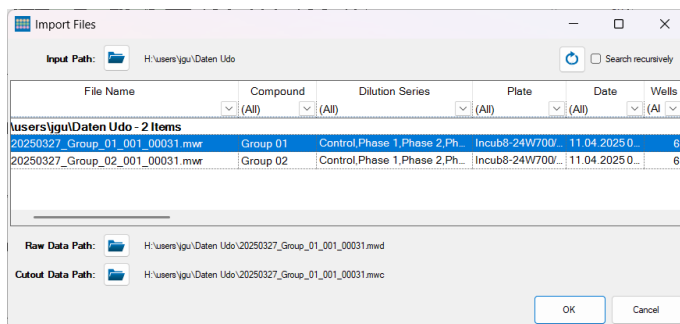 Import Files
Input Path: H:\users\jgu\Daten Udo Search recursively
File Name Compound Dilution Series Plate Date Wells
(All) (All) (All) (All) (Al
\users\jgu\Daten Udo - 2 Items
20250327_Group_01_001_00031.mwr Group 01 Control,Phase 1,Phase 2,Ph... Incub8-24W700/... 11.04.2025 0... 6
20250327_Group_02_001_00031.mwr Group 02 Control,Phase 1,Phase 2,Ph... Incub8-24W700/... 11.04.2025 0... 6
Raw Data Path: H:\users\jgu\Daten Udo\20250327_Group_01_001_00031.mwd
Cutout Data Path: H:\users\jgu\Daten Udo\20250327_Group_01_001_00031.mwc
OK Cancel